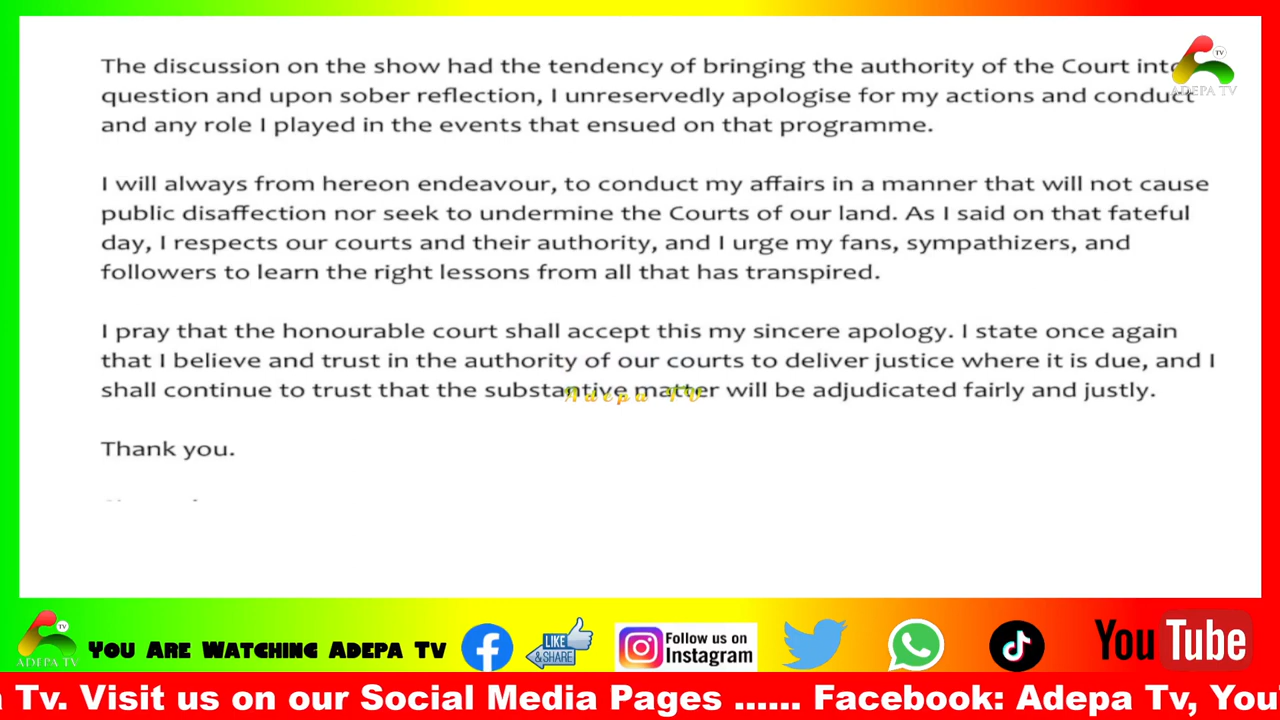 The discussion on the show had the tendency of bringing the authority of the Court into
question and upon sober reflection, I unreservedly apologise for my actions and conduct
and any role I played in the events that ensued on that programme.
I will always from hereon endeavour, to conduct my affairs in a manner that will not cause
public disaffection nor seek to undermine the Courts of our land. As I said on that fateful
day, I respects our courts and their authority, and I urge my fans, sympathizers, and
followers to learn the right lessons from all that has transpired.
I pray that the honourable court shall accept this my sincere apology. I state once again
that I believe and trust in the authority of our courts to deliver justice where it is due, and I
shall continue to trust that the substantive matter will be adjudicated fairly and justly.
Thank you.
TV
ADEPA TV
Adepa TV
TV
ADEPA TV
You Are Watching Adepa Tv
LIKE
& SHARE
Follow us on
Instagram
YouTube
Tv. Visit us on our Social Media Pages ...... Facebook: Adepa Tv, You